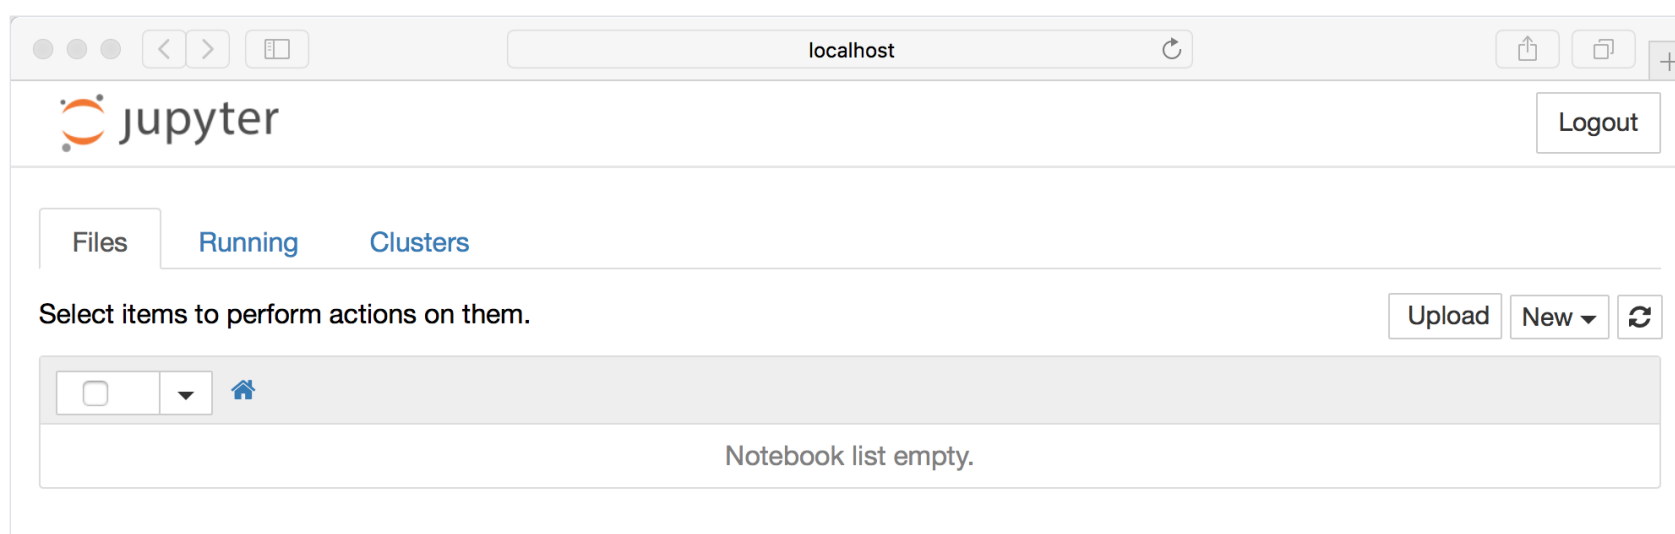 localhost
jupyter
Logout
Files Running Clusters
Select items to perform actions on them.
Upload New
Notebook list empty.